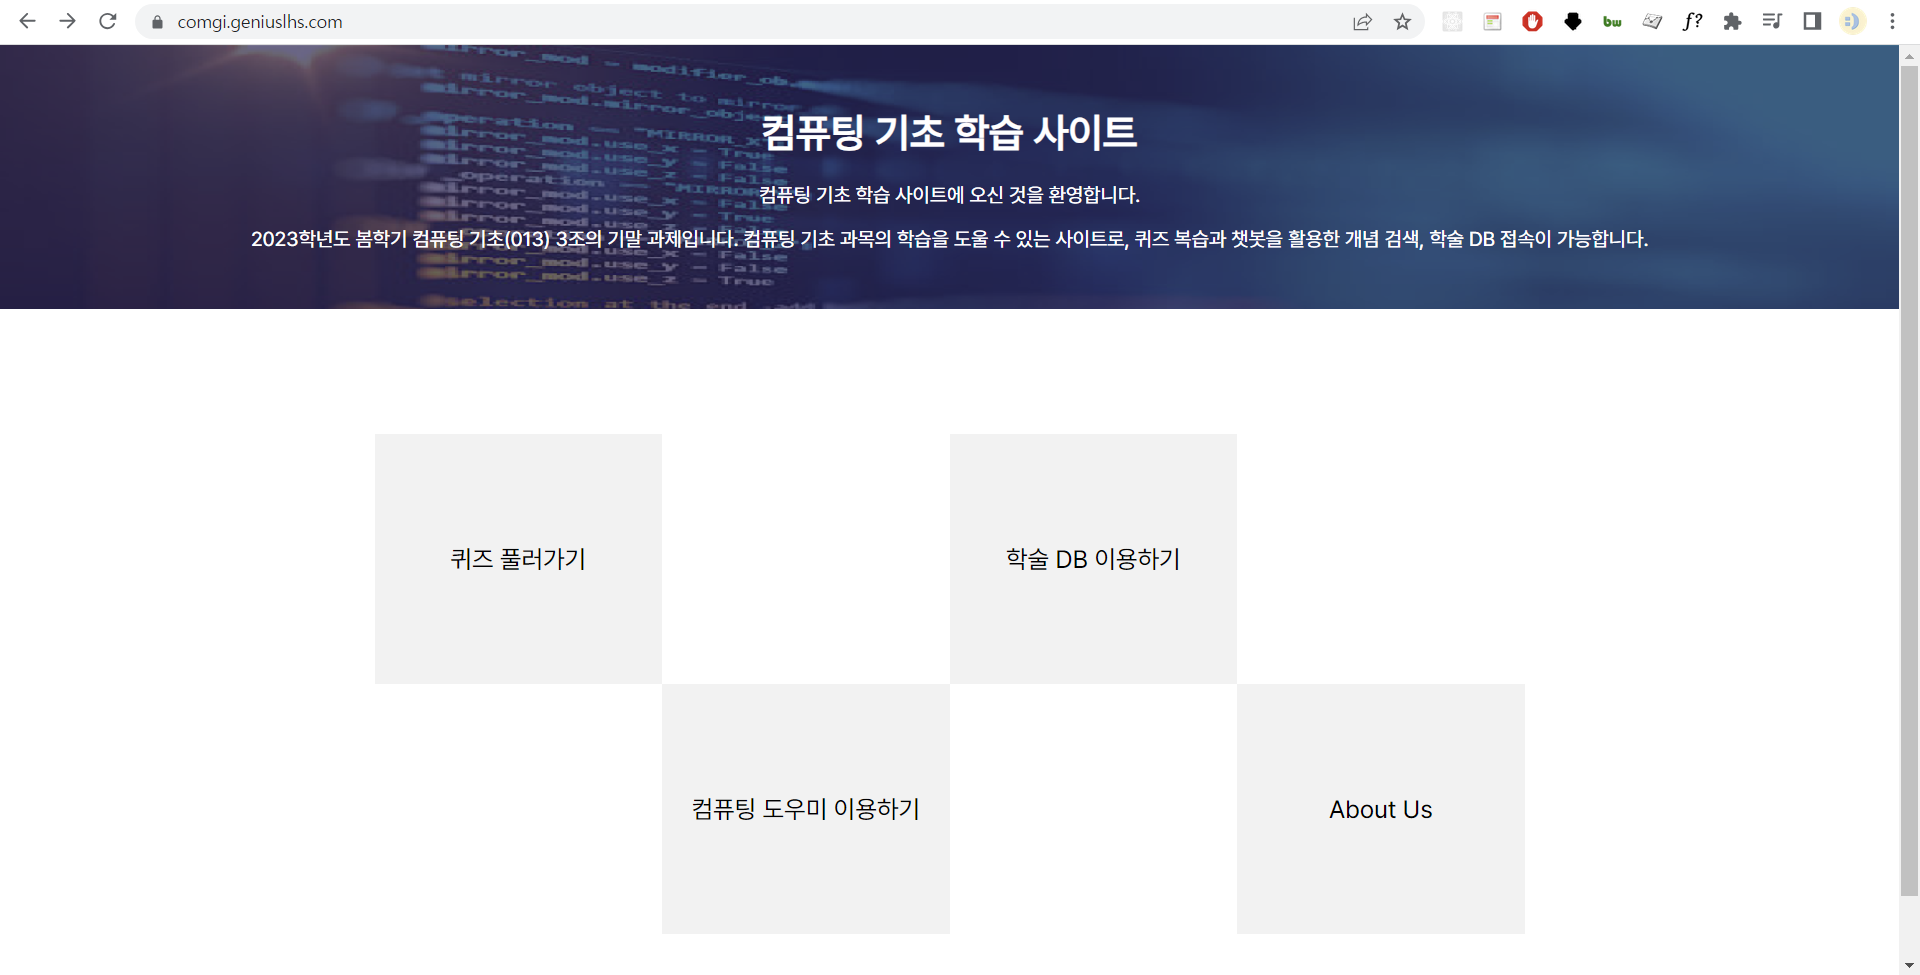 comgi.geniuslhs.com
bw
f?
컴퓨팅 기초 학습 사이트
컴퓨팅 기초 학습 사이트에 오신 것을 환영합니다.
2023학년도 봄학기 컴퓨팅 기초(013) 3조의 기말 과제입니다. 컴퓨팅 기초 과목의 학습을 도울 수 있는 사이트로, 퀴즈 복습과 챗봇을 활용한 개념 검색, 학술 DB 접속이 가능합니다.
퀴즈 풀러가기
학술 DB 이용하기
컴퓨팅 도우미 이용하기
About Us